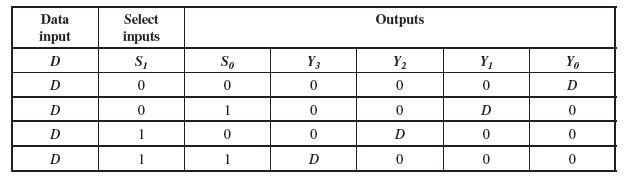 Data input Select inputs Outputs
D S₁ S₀ Y₃ Y₂ Y₁ Y₀
D 0 0 0 0 0 D
D 0 1 0 0 D 0
D 1 0 0 D 0 0
D 1 1 D 0 0 0